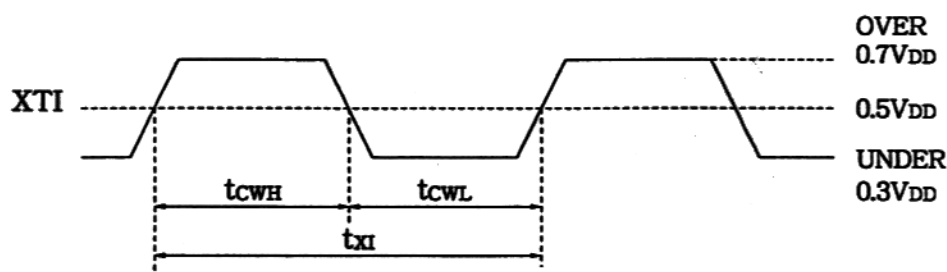 OVER
0.7VDD
XTI
0.5VDD
UNDER
0.3VDD
tCWH
tCWL
tXI